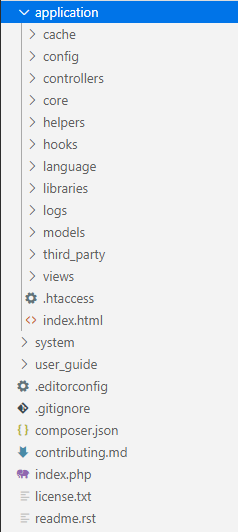 application
cache
config
controllers
core
helpers
hooks
language
libraries
logs
models
third_party
views
.htaccess
index.html
system
user_guide
.editorconfig
.gitignore
composer.json
contributing.md
index.php
license.txt
readme.rst